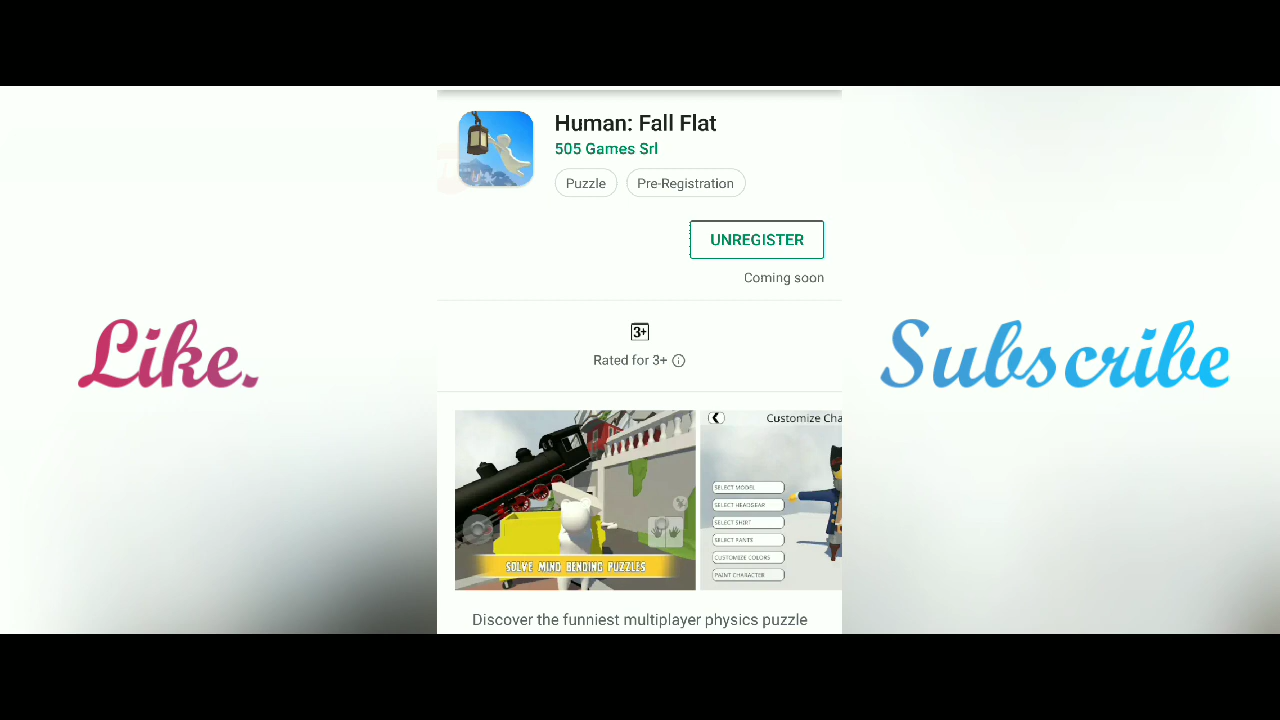 Human: Fall Flat
505 Games Srl
Puzzle
Pre-Registration
UNREGISTER
Coming soon
3+
Rated for 3+
Like.
Subscribe
SOLVE MIND BENDING PUZZLES
Customize Cha
SELECT MODEL
SELECT HEADGEAR
SELECT SHIRT
SELECT PANTS
CUSTOMIZE COLORS
PAINT CHARACTER
Discover the funniest multiplayer physics puzzle